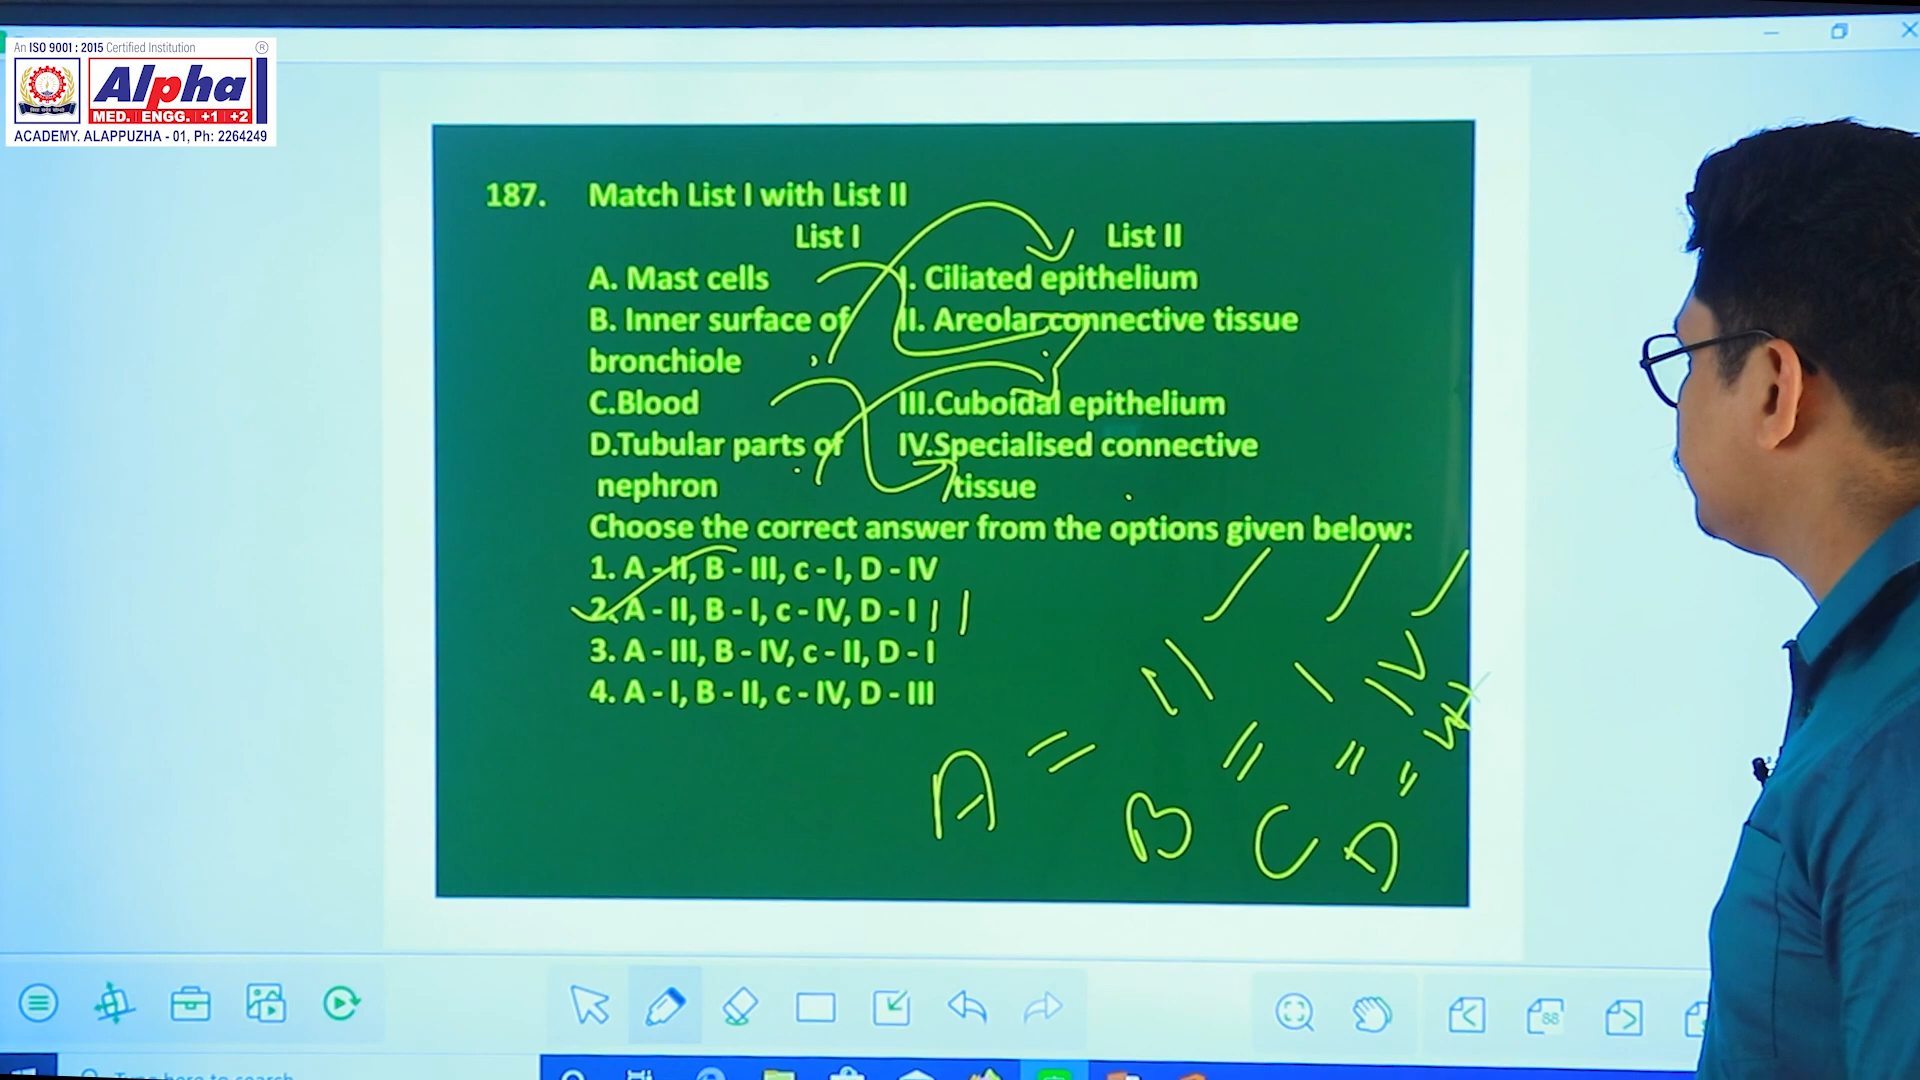 An ISO 9001 : 2015 Certified Institution ®
Alpha
MED. ENGG. +1 +2
ACADEMY. ALAPPUZHA - 01, Ph: 2264249
187. Match List I with List II
List I List II
A. Mast cells I. Ciliated epithelium
B. Inner surface of II. Areolar connective tissue
bronchiole
C.Blood III.Cuboidal epithelium
D.Tubular parts of IV.Specialised connective
nephron tissue
Choose the correct answer from the options given below:
1. A - II, B - III, c - I, D - IV
2. A - II, B - I, c - IV, D - I I I
3. A - III, B - IV, c - II, D - I
4. A - I, B - II, c - IV, D - III
II I IV
A = = = =
B C D
88